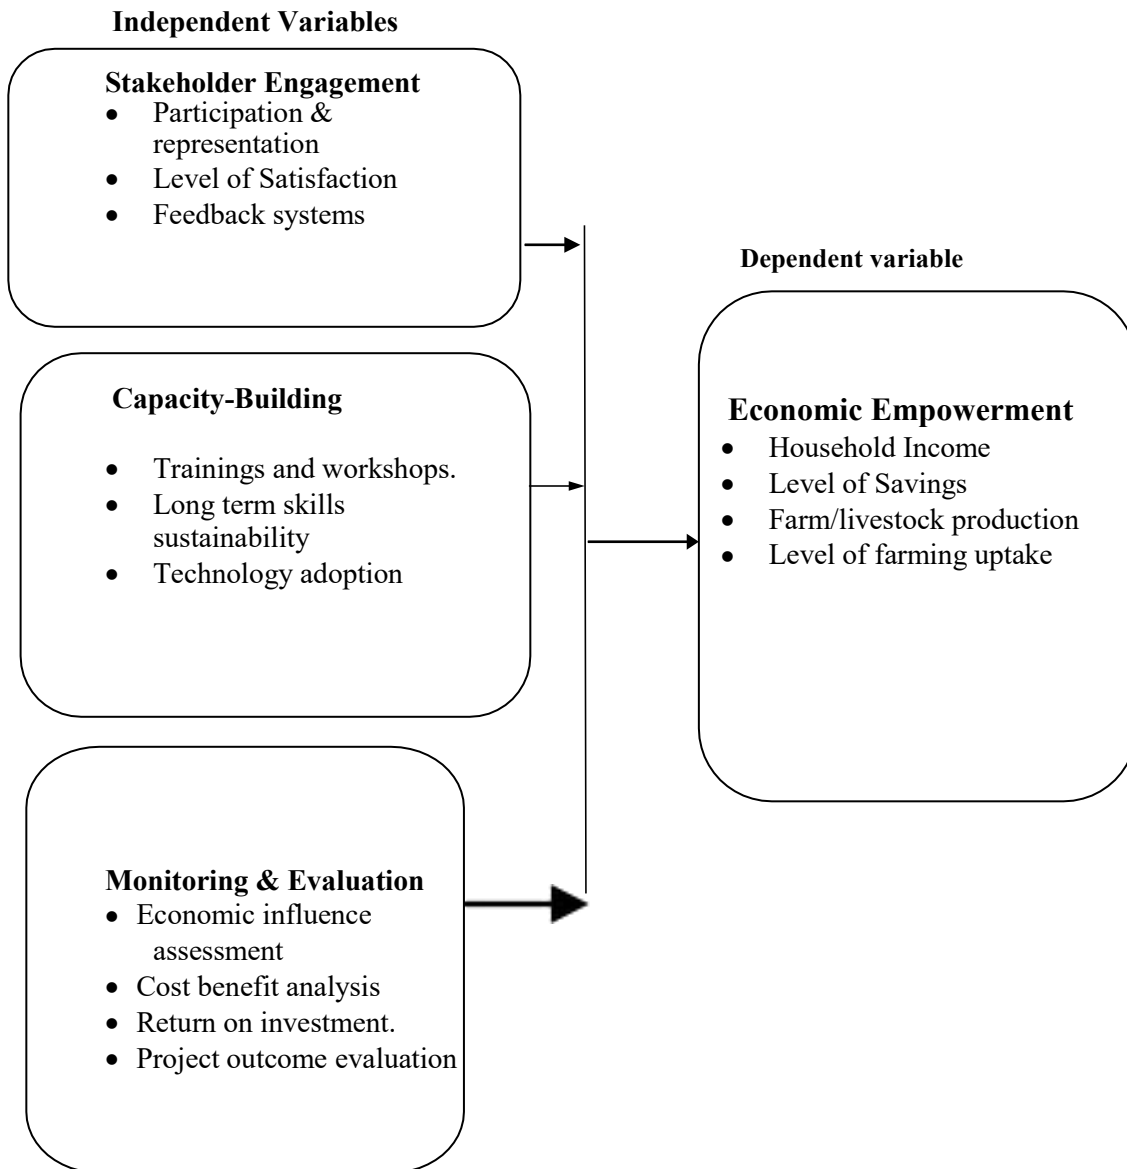 Independent Variables
Stakeholder Engagement
• Participation &
representation
• Level of Satisfaction
• Feedback systems
Capacity-Building
• Trainings and workshops.
• Long term skills
sustainability
• Technology adoption
Monitoring & Evaluation
• Economic influence
assessment
• Cost benefit analysis
• Return on investment.
• Project outcome evaluation
Dependent variable
Economic Empowerment
• Household Income
• Level of Savings
• Farm/livestock production
• Level of farming uptake